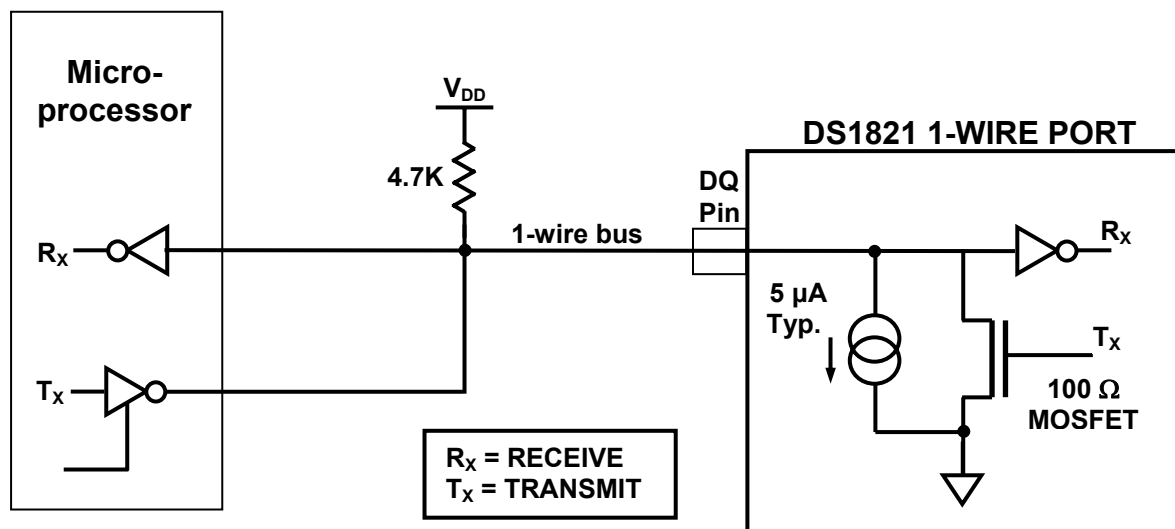 Micro-
processor
V_DD
4.7K
R_X
1-wire bus
T_X
DS1821 1-WIRE PORT
DQ
Pin
R_X
5 µA
Typ.
T_X
100 Ω
MOSFET
R_X = RECEIVE
T_X = TRANSMIT